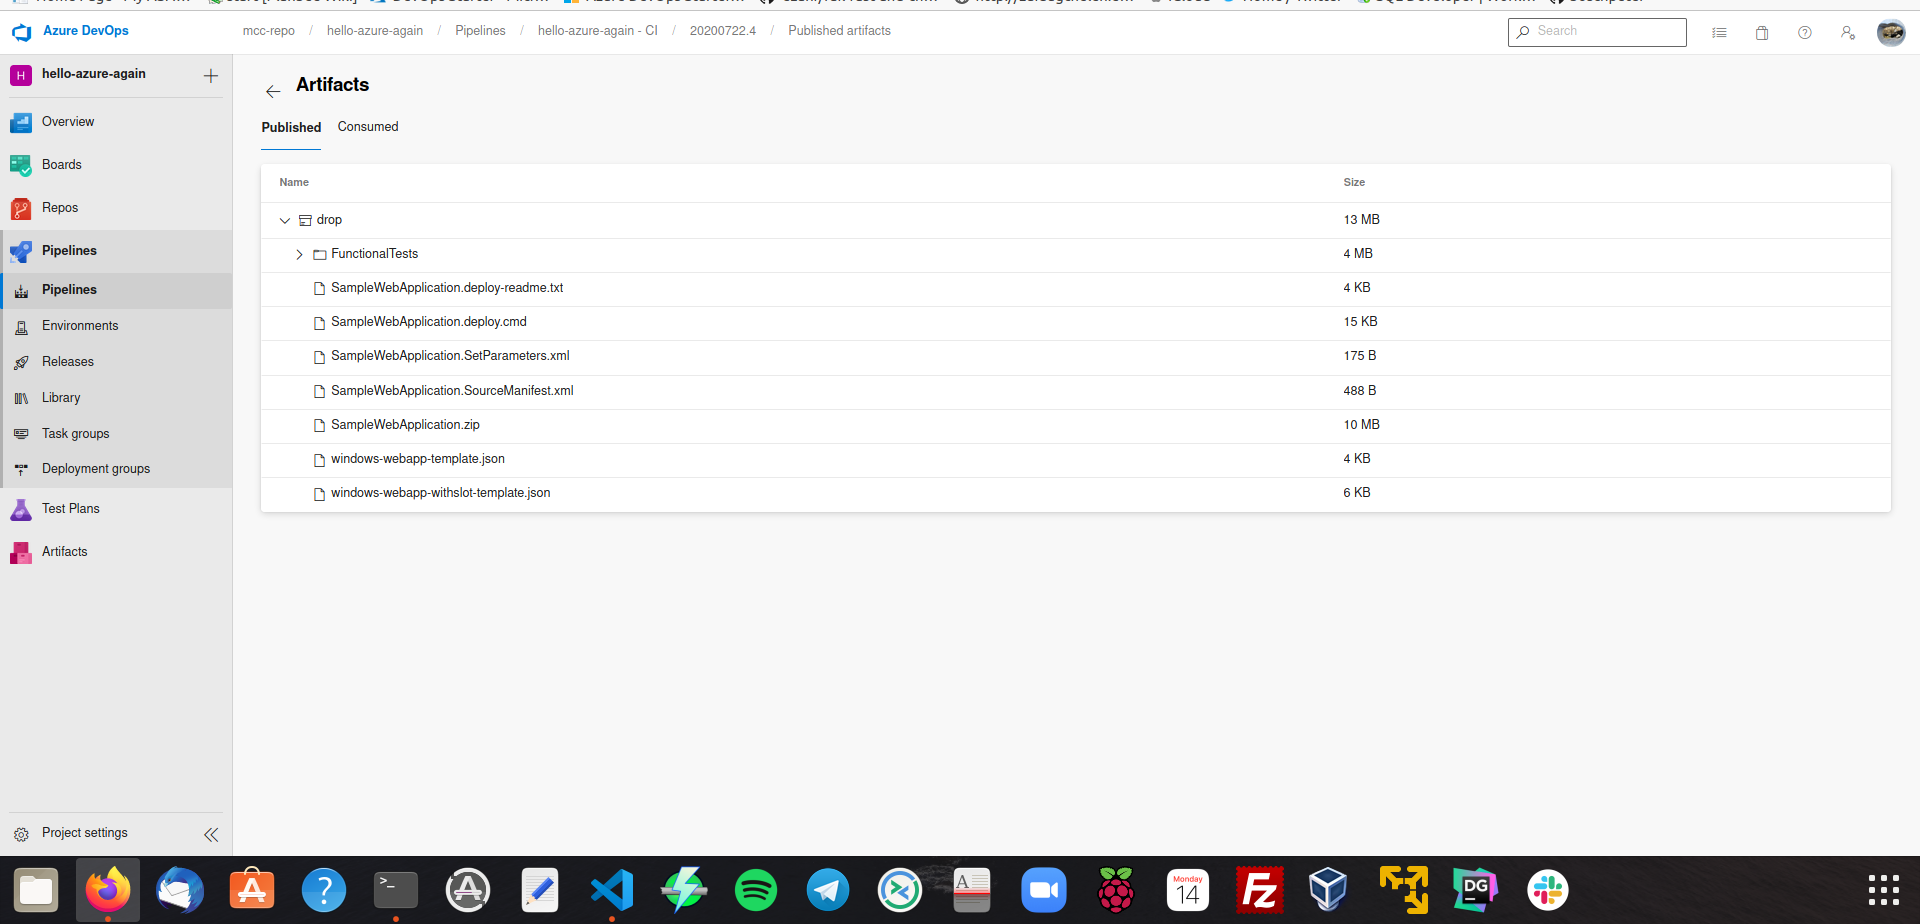 Azure DevOps
mcc-repo / hello-azure-again / Pipelines / hello-azure-again - CI / 20200722.4 / Published artifacts
Search
H hello-azure-again
Overview
Boards
Repos
Pipelines
Pipelines
Environments
Releases
Library
Task groups
Deployment groups
Test Plans
Artifacts
Project settings
Artifacts
Published Consumed
Name Size
drop 13 MB
FunctionalTests 4 MB
SampleWebApplication.deploy-readme.txt 4 KB
SampleWebApplication.deploy.cmd 15 KB
SampleWebApplication.SetParameters.xml 175 B
SampleWebApplication.SourceManifest.xml 488 B
SampleWebApplication.zip 10 MB
windows-webapp-template.json 4 KB
windows-webapp-withslot-template.json 6 KB
Monday
14
Fz
DG